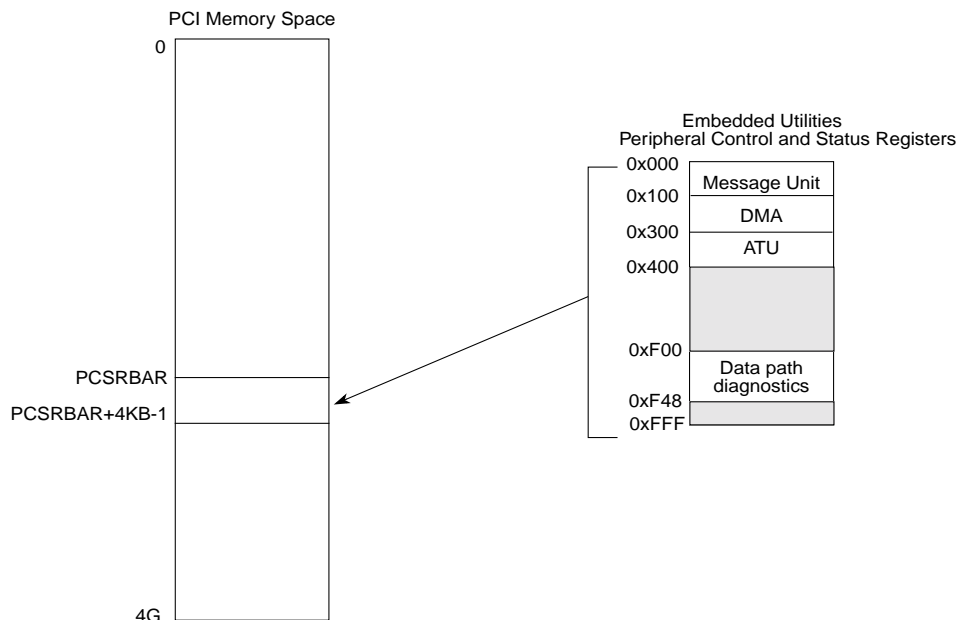 PCI Memory Space
0
PCSRBAR
PCSRBAR+4KB-1
4G
Embedded Utilities
Peripheral Control and Status Registers
0x000
Message Unit
0x100
DMA
0x300
ATU
0x400
0xF00
Data path
diagnostics
0xF48
0xFFF